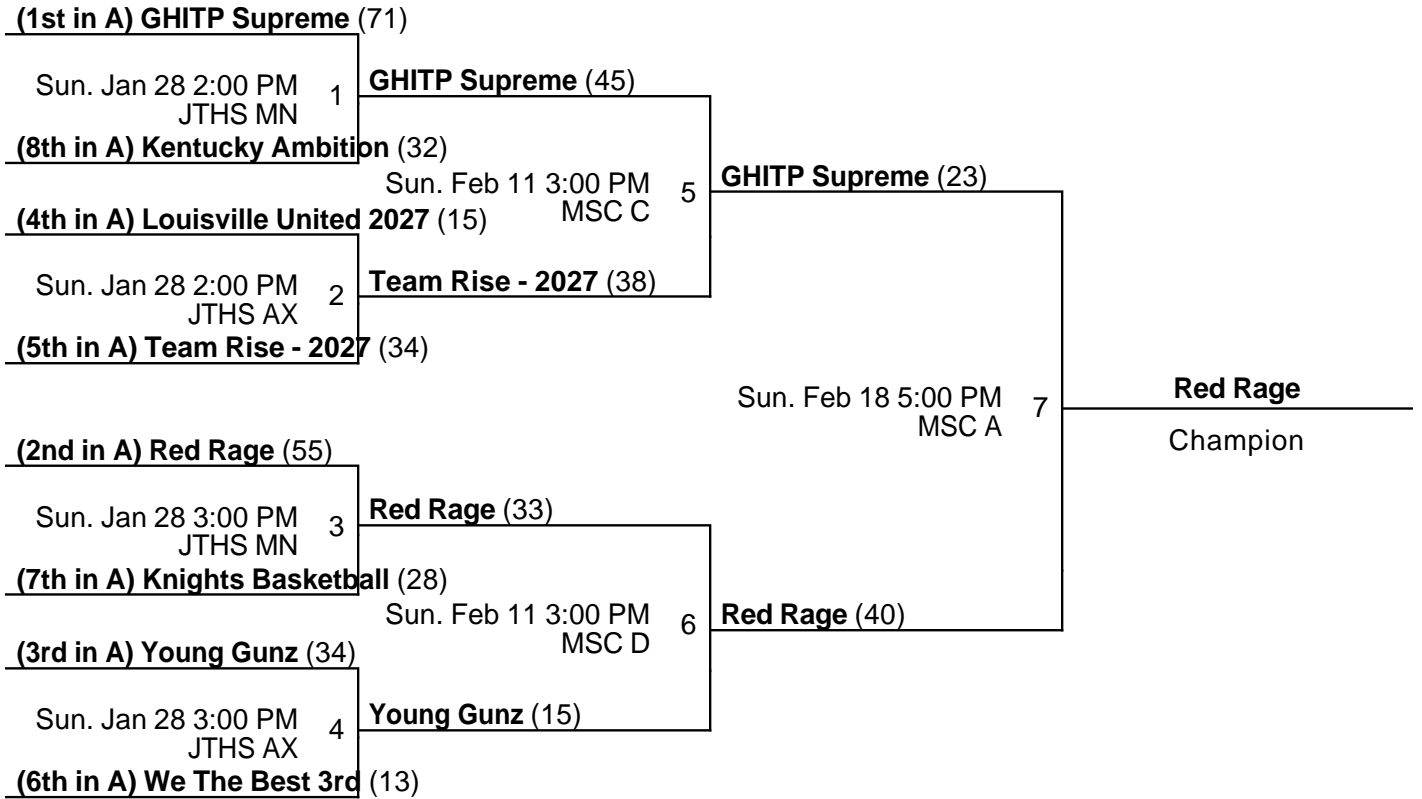 (1st in A) GHITP Supreme (71)
Sun. Jan 28 2:00 PM
JTHS MN
1
GHITP Supreme (45)
(8th in A) Kentucky Ambition (32)
Sun. Feb 11 3:00 PM
MSC C
5
GHITP Supreme (23)
(4th in A) Louisville United 2027 (15)
Sun. Jan 28 2:00 PM
JTHS AX
2
Team Rise - 2027 (38)
(5th in A) Team Rise - 2027 (34)
Sun. Feb 18 5:00 PM
MSC A
7
Red Rage
Champion
(2nd in A) Red Rage (55)
Sun. Jan 28 3:00 PM
JTHS MN
3
Red Rage (33)
(7th in A) Knights Basketball (28)
Sun. Feb 11 3:00 PM
MSC D
6
Red Rage (40)
(3rd in A) Young Gunz (34)
Sun. Jan 28 3:00 PM
JTHS AX
4
Young Gunz (15)
(6th in A) We The Best 3rd (13)